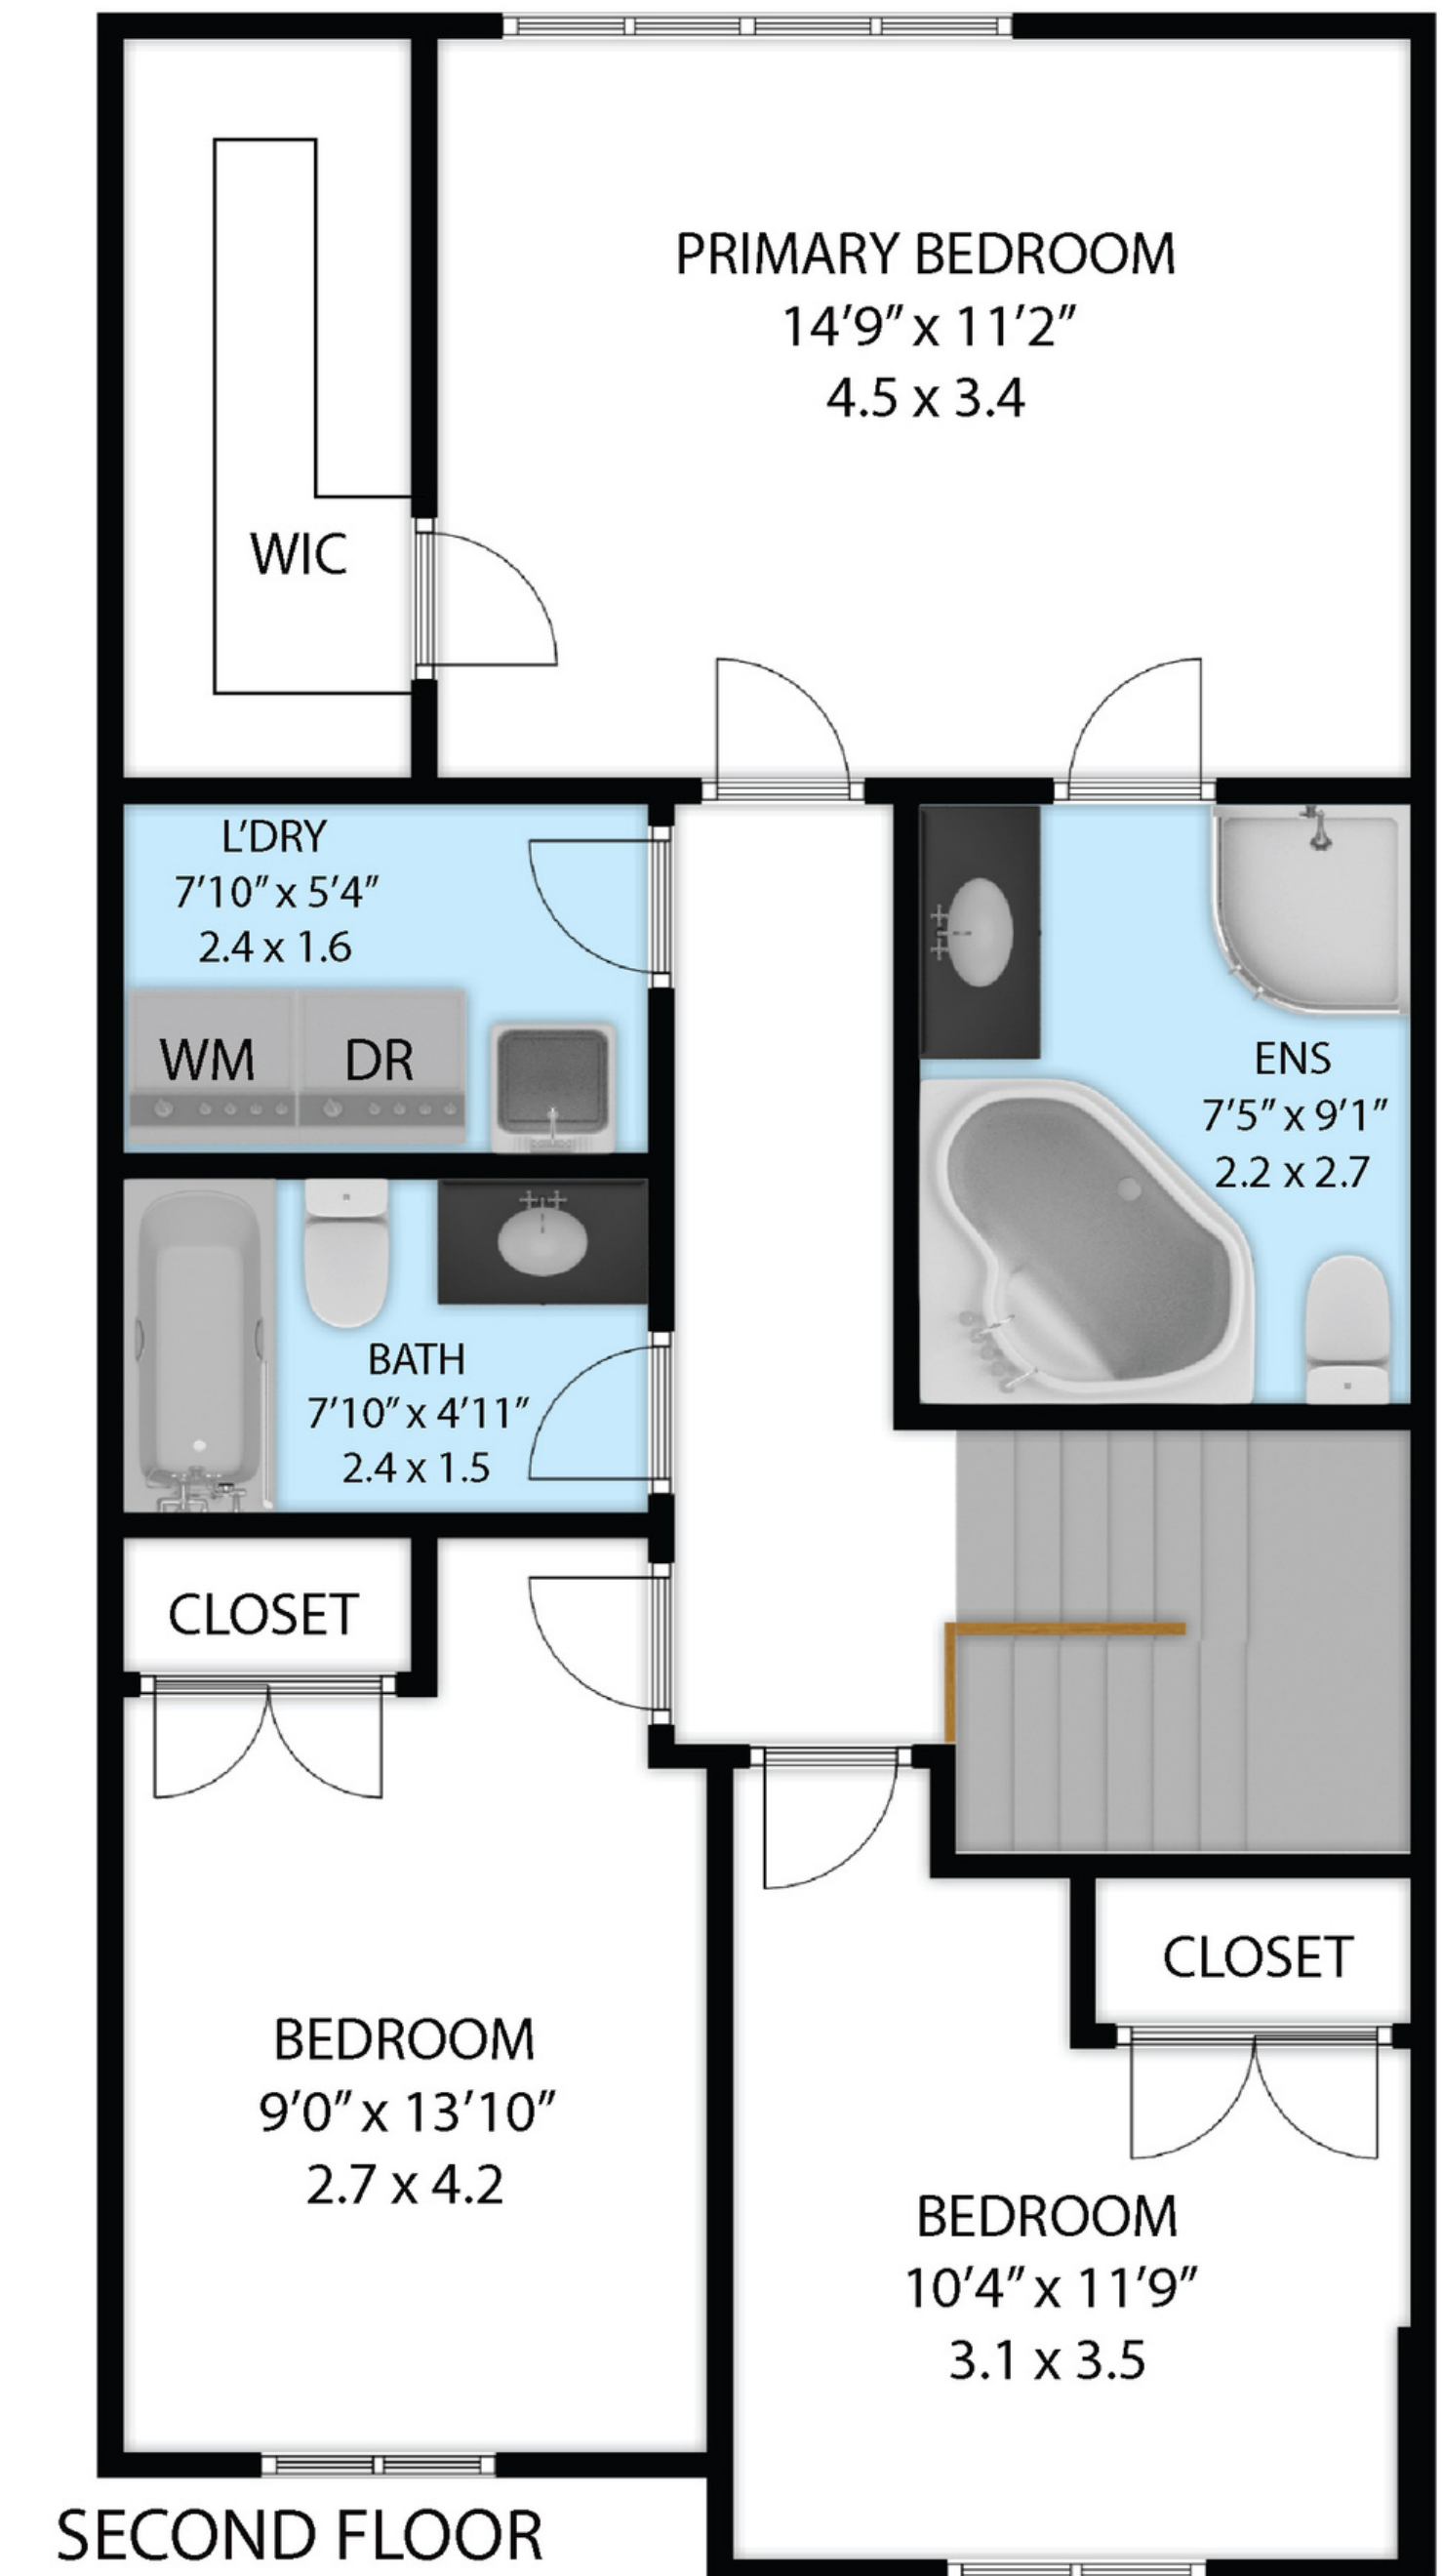 PRIMARY BEDROOM
14'9" x 11'2"
4.5 x 3.4
WIC
L'DRY
7'10" x 5'4"
2.4 x 1.6
WM
DR
ENS
7'5" x 9'1"
2.2 x 2.7
BATH
7'10" x 4'11"
2.4 x 1.5
CLOSET
CLOSET
BEDROOM
9'0" x 13'10"
2.7 x 4.2
BEDROOM
10'4" x 11'9"
3.1 x 3.5
SECOND FLOOR